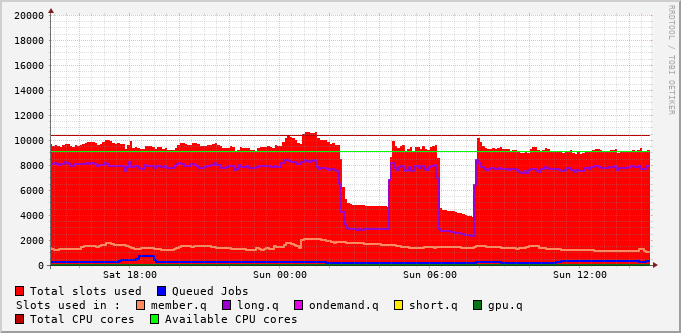 20000
18000
16000
14000
12000
10000
8000
6000
4000
2000
0
Sat 18:00 Sun 00:00 Sun 06:00 Sun 12:00
Total slots used Queued Jobs
Slots used in : member.q long.q ondemand.q short.q gpu.q
Total CPU cores Available CPU cores
RRDTOOL / TOBI OETIKER